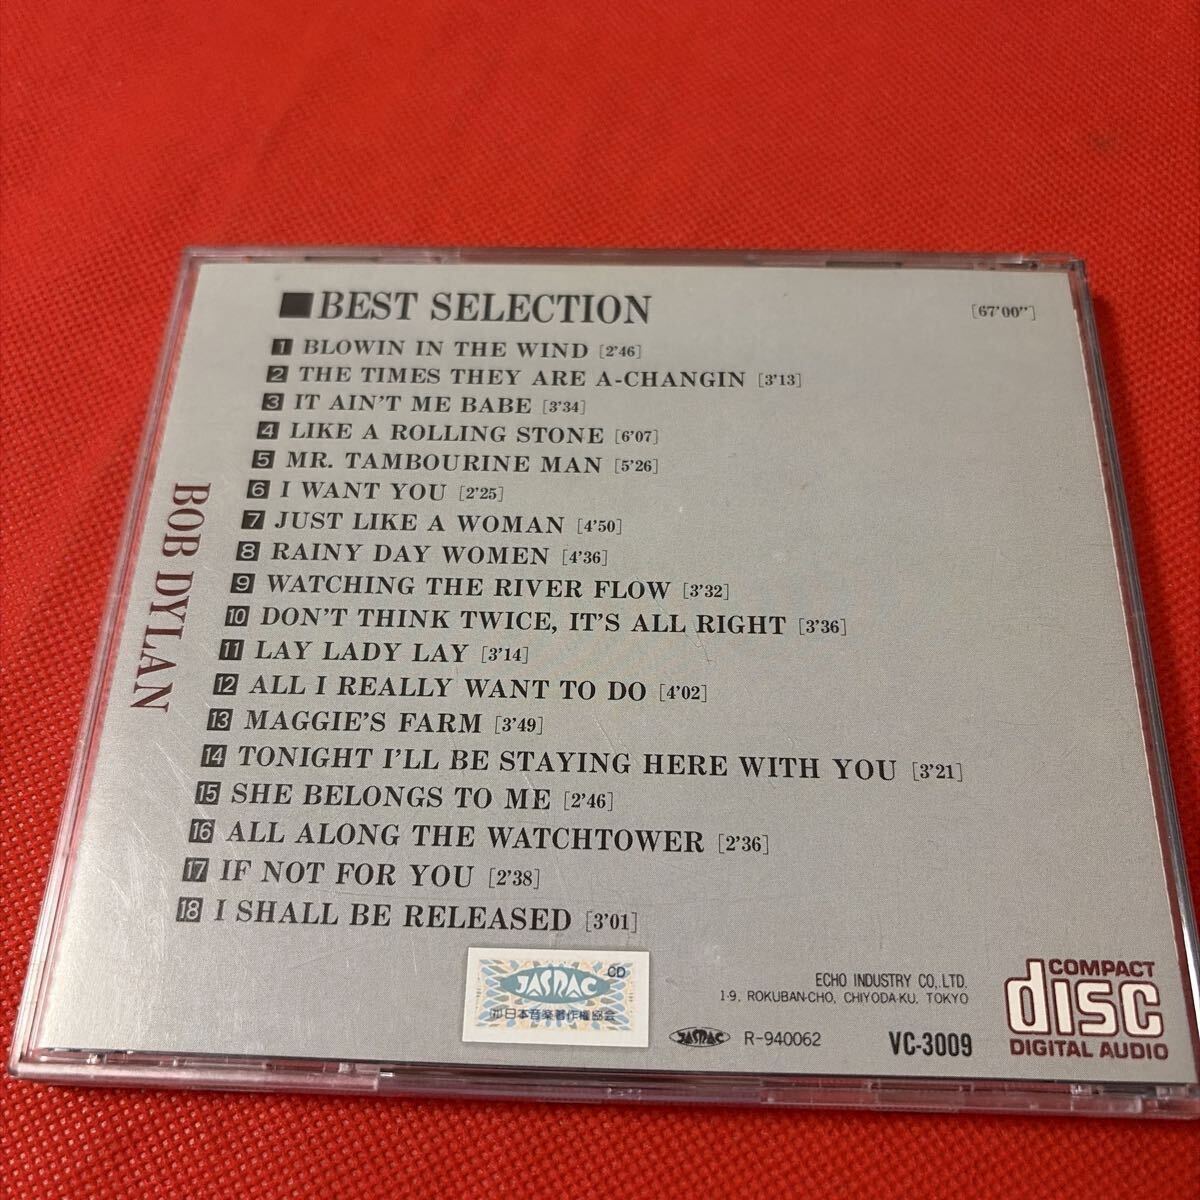 ■BEST SELECTION [67'00"]
1 BLOWIN IN THE WIND [2'46]
2 THE TIMES THEY ARE A-CHANGIN [3'13]
3 IT AIN'T ME BABE [3'34]
4 LIKE A ROLLING STONE [6'07]
5 MR. TAMBOURINE MAN [5'26]
6 I WANT YOU [2'25]
7 JUST LIKE A WOMAN [4'50]
8 RAINY DAY WOMEN [4'36]
9 WATCHING THE RIVER FLOW [3'32]
10 DON'T THINK TWICE, IT'S ALL RIGHT [3'36]
11 LAY LADY LAY [3'14]
12 ALL I REALLY WANT TO DO [4'02]
13 MAGGIE'S FARM [3'49]
14 TONIGHT I'LL BE STAYING HERE WITH YOU [3'21]
15 SHE BELONGS TO ME [2'46]
16 ALL ALONG THE WATCHTOWER [2'36]
17 IF NOT FOR YOU [2'38]
18 I SHALL BE RELEASED [3'01]
BOB DYLAN
CD
JASRAC
(社)日本音楽著作権協会
ECHO INDUSTRY CO,.LTD.
1-9, ROKUBAN-CHO, CHIYODA-KU, TOKYO
JASRAC R-940062
VC-3009
COMPACT
disc
DIGITAL AUDIO